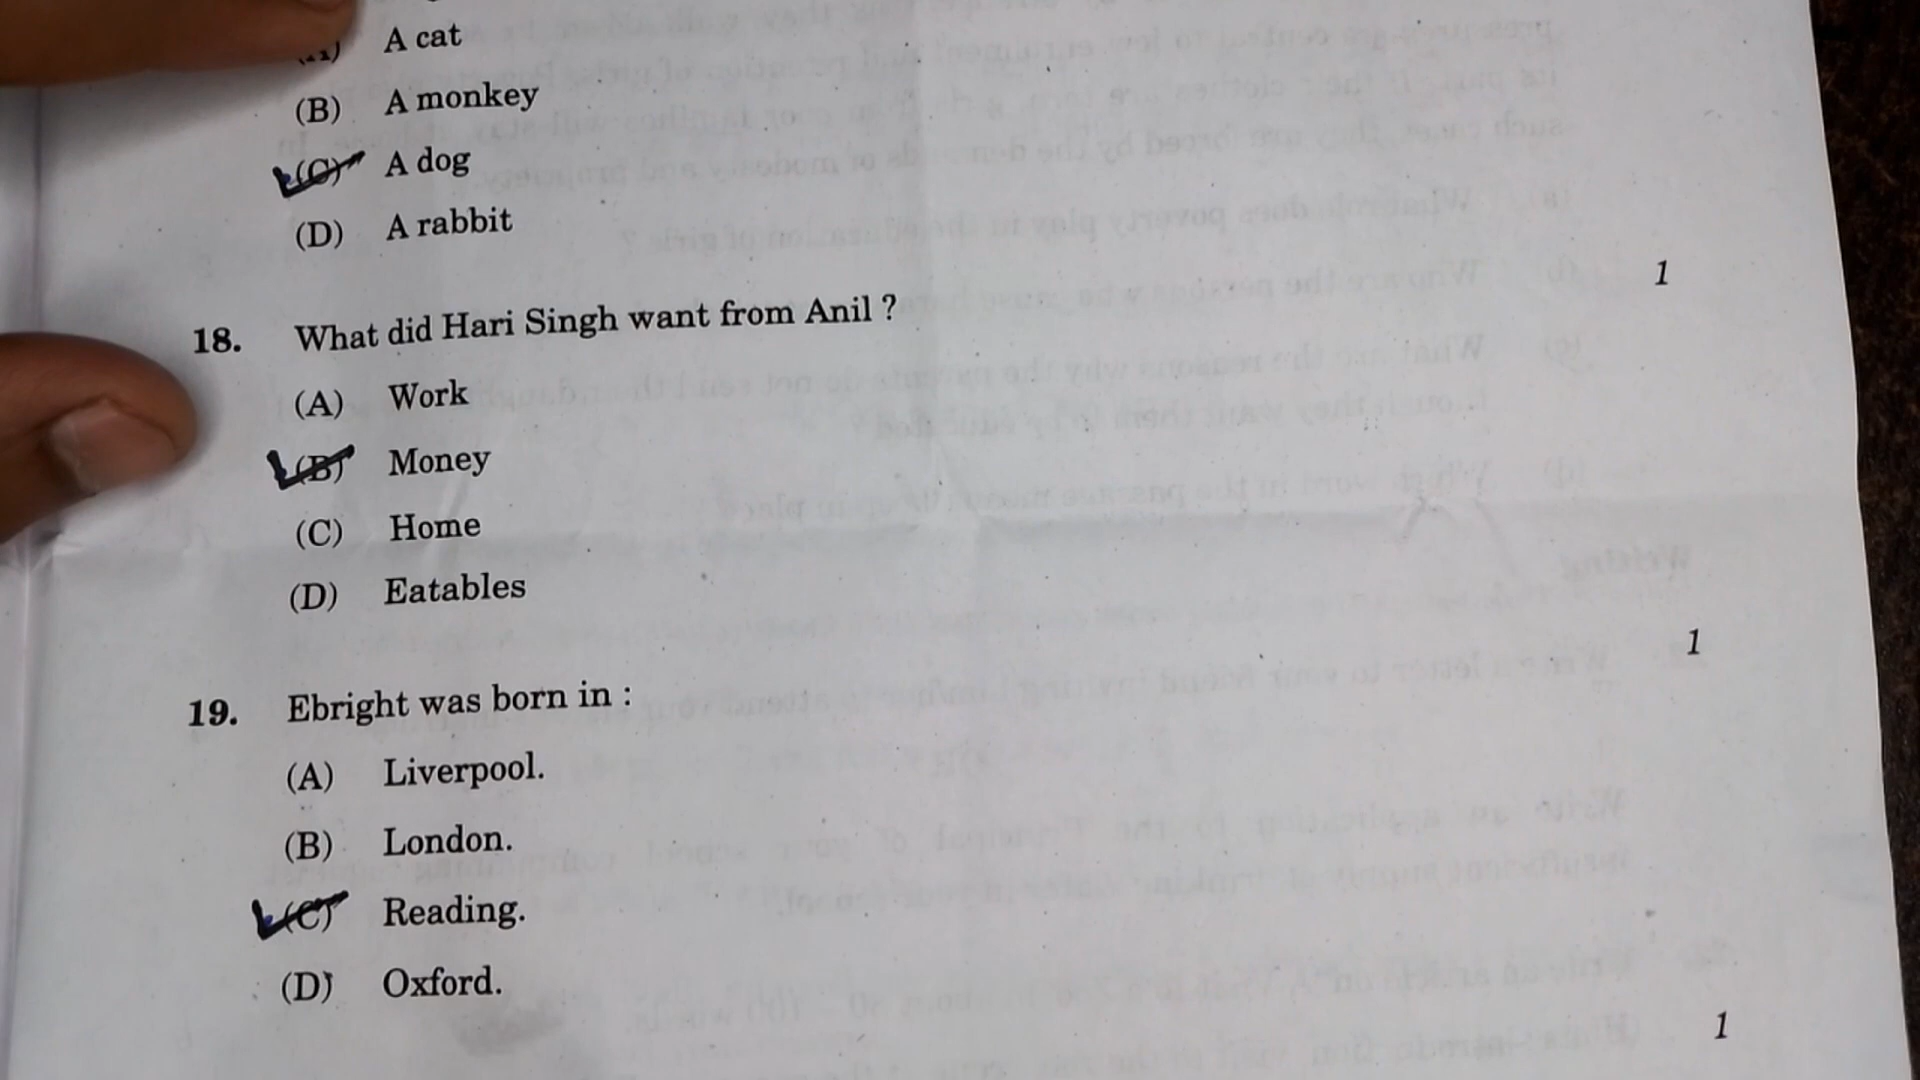 A cat
(B) A monkey
(C) A dog
(D) A rabbit
1
18. What did Hari Singh want from Anil ?
(A) Work
(B) Money
(C) Home
(D) Eatables
1
19. Ebright was born in :
(A) Liverpool.
(B) London.
(C) Reading.
(D) Oxford.
1